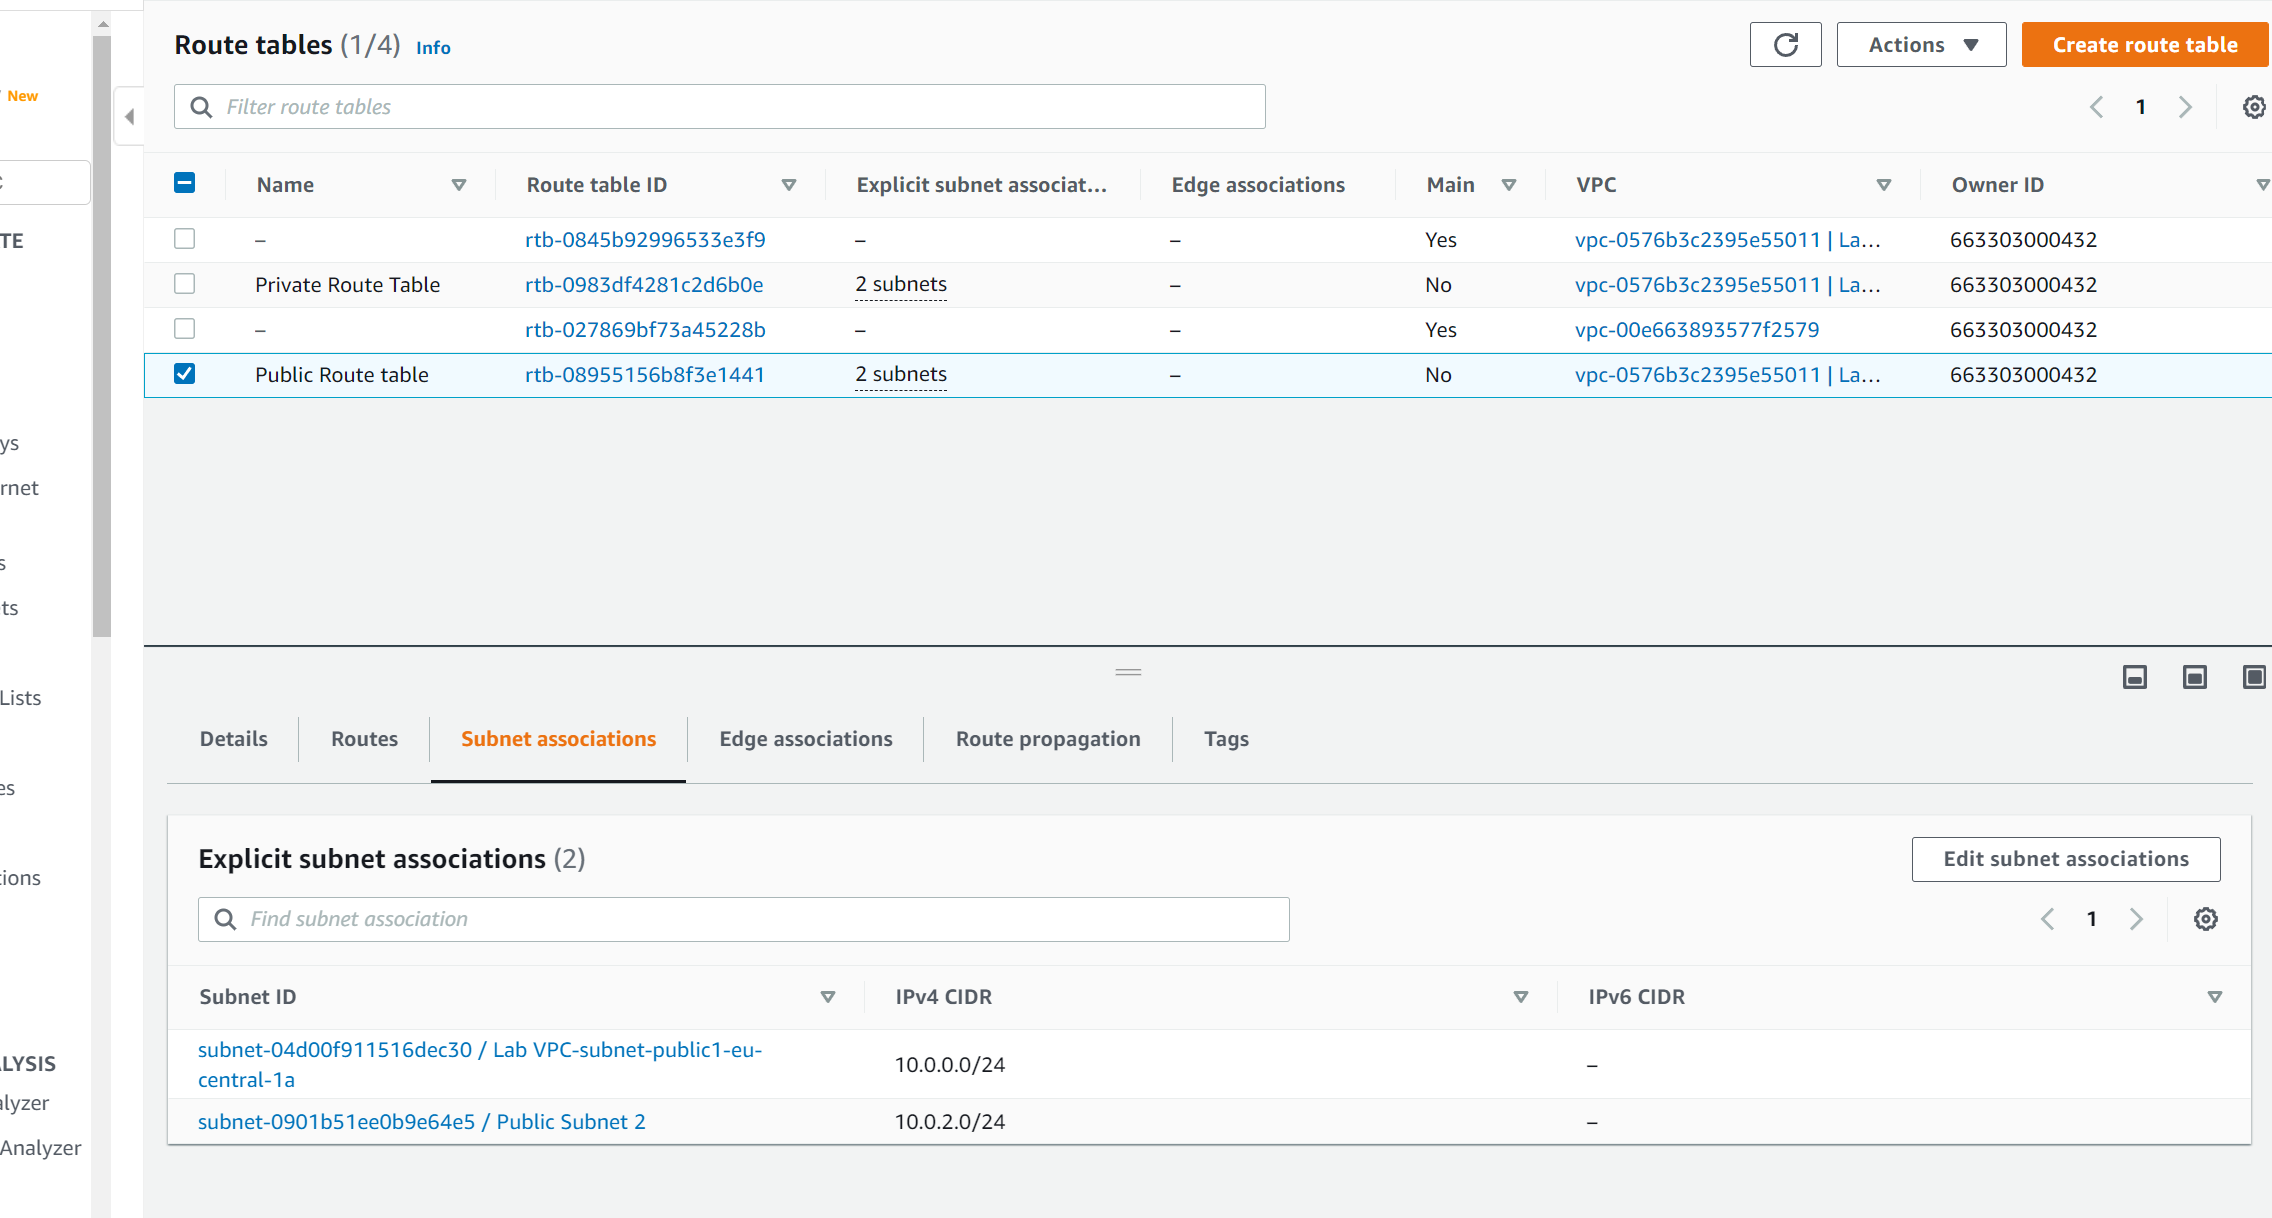 Route tables (1/4) Info
Actions
Create route table
New
Filter route tables
1
Name Route table ID Explicit subnet associat... Edge associations Main VPC Owner ID
TE
– rtb-0845b92996533e3f9 – – Yes vpc-0576b3c2395e55011 | La... 663303000432
Private Route Table rtb-0983df4281c2d6b0e 2 subnets – No vpc-0576b3c2395e55011 | La... 663303000432
– rtb-027869bf73a45228b – – Yes vpc-00e663893577f2579 663303000432
Public Route table rtb-08955156b8f3e1441 2 subnets – No vpc-0576b3c2395e55011 | La... 663303000432
ys
rnet
s
ts
Lists
Details Routes Subnet associations Edge associations Route propagation Tags
es
Explicit subnet associations (2)
Edit subnet associations
tions
Find subnet association
1
Subnet ID IPv4 CIDR IPv6 CIDR
subnet-04d00f911516dec30 / Lab VPC-subnet-public1-eu-
central-1a 10.0.0.0/24 –
LYSIS
alyzer
subnet-0901b51ee0b9e64e5 / Public Subnet 2 10.0.2.0/24 –
Analyzer